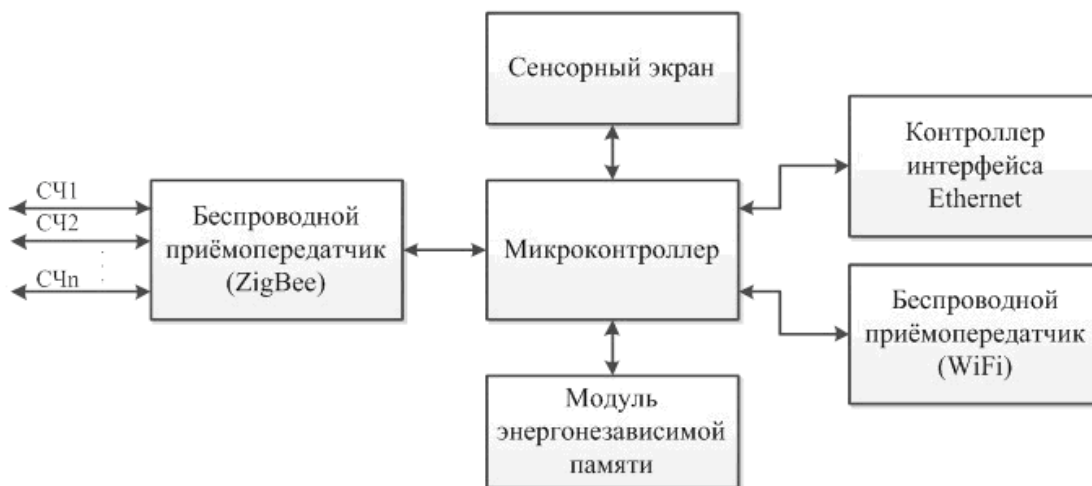 Сенсорный экран
Контроллер
интерфейса
Ethernet
СЧ1
СЧ2
СЧn
Беспроводной
приёмопередатчик
(ZigBee)
Микроконтроллер
Беспроводной
приёмопередатчик
(WiFi)
Модуль
энергонезависимой
памяти